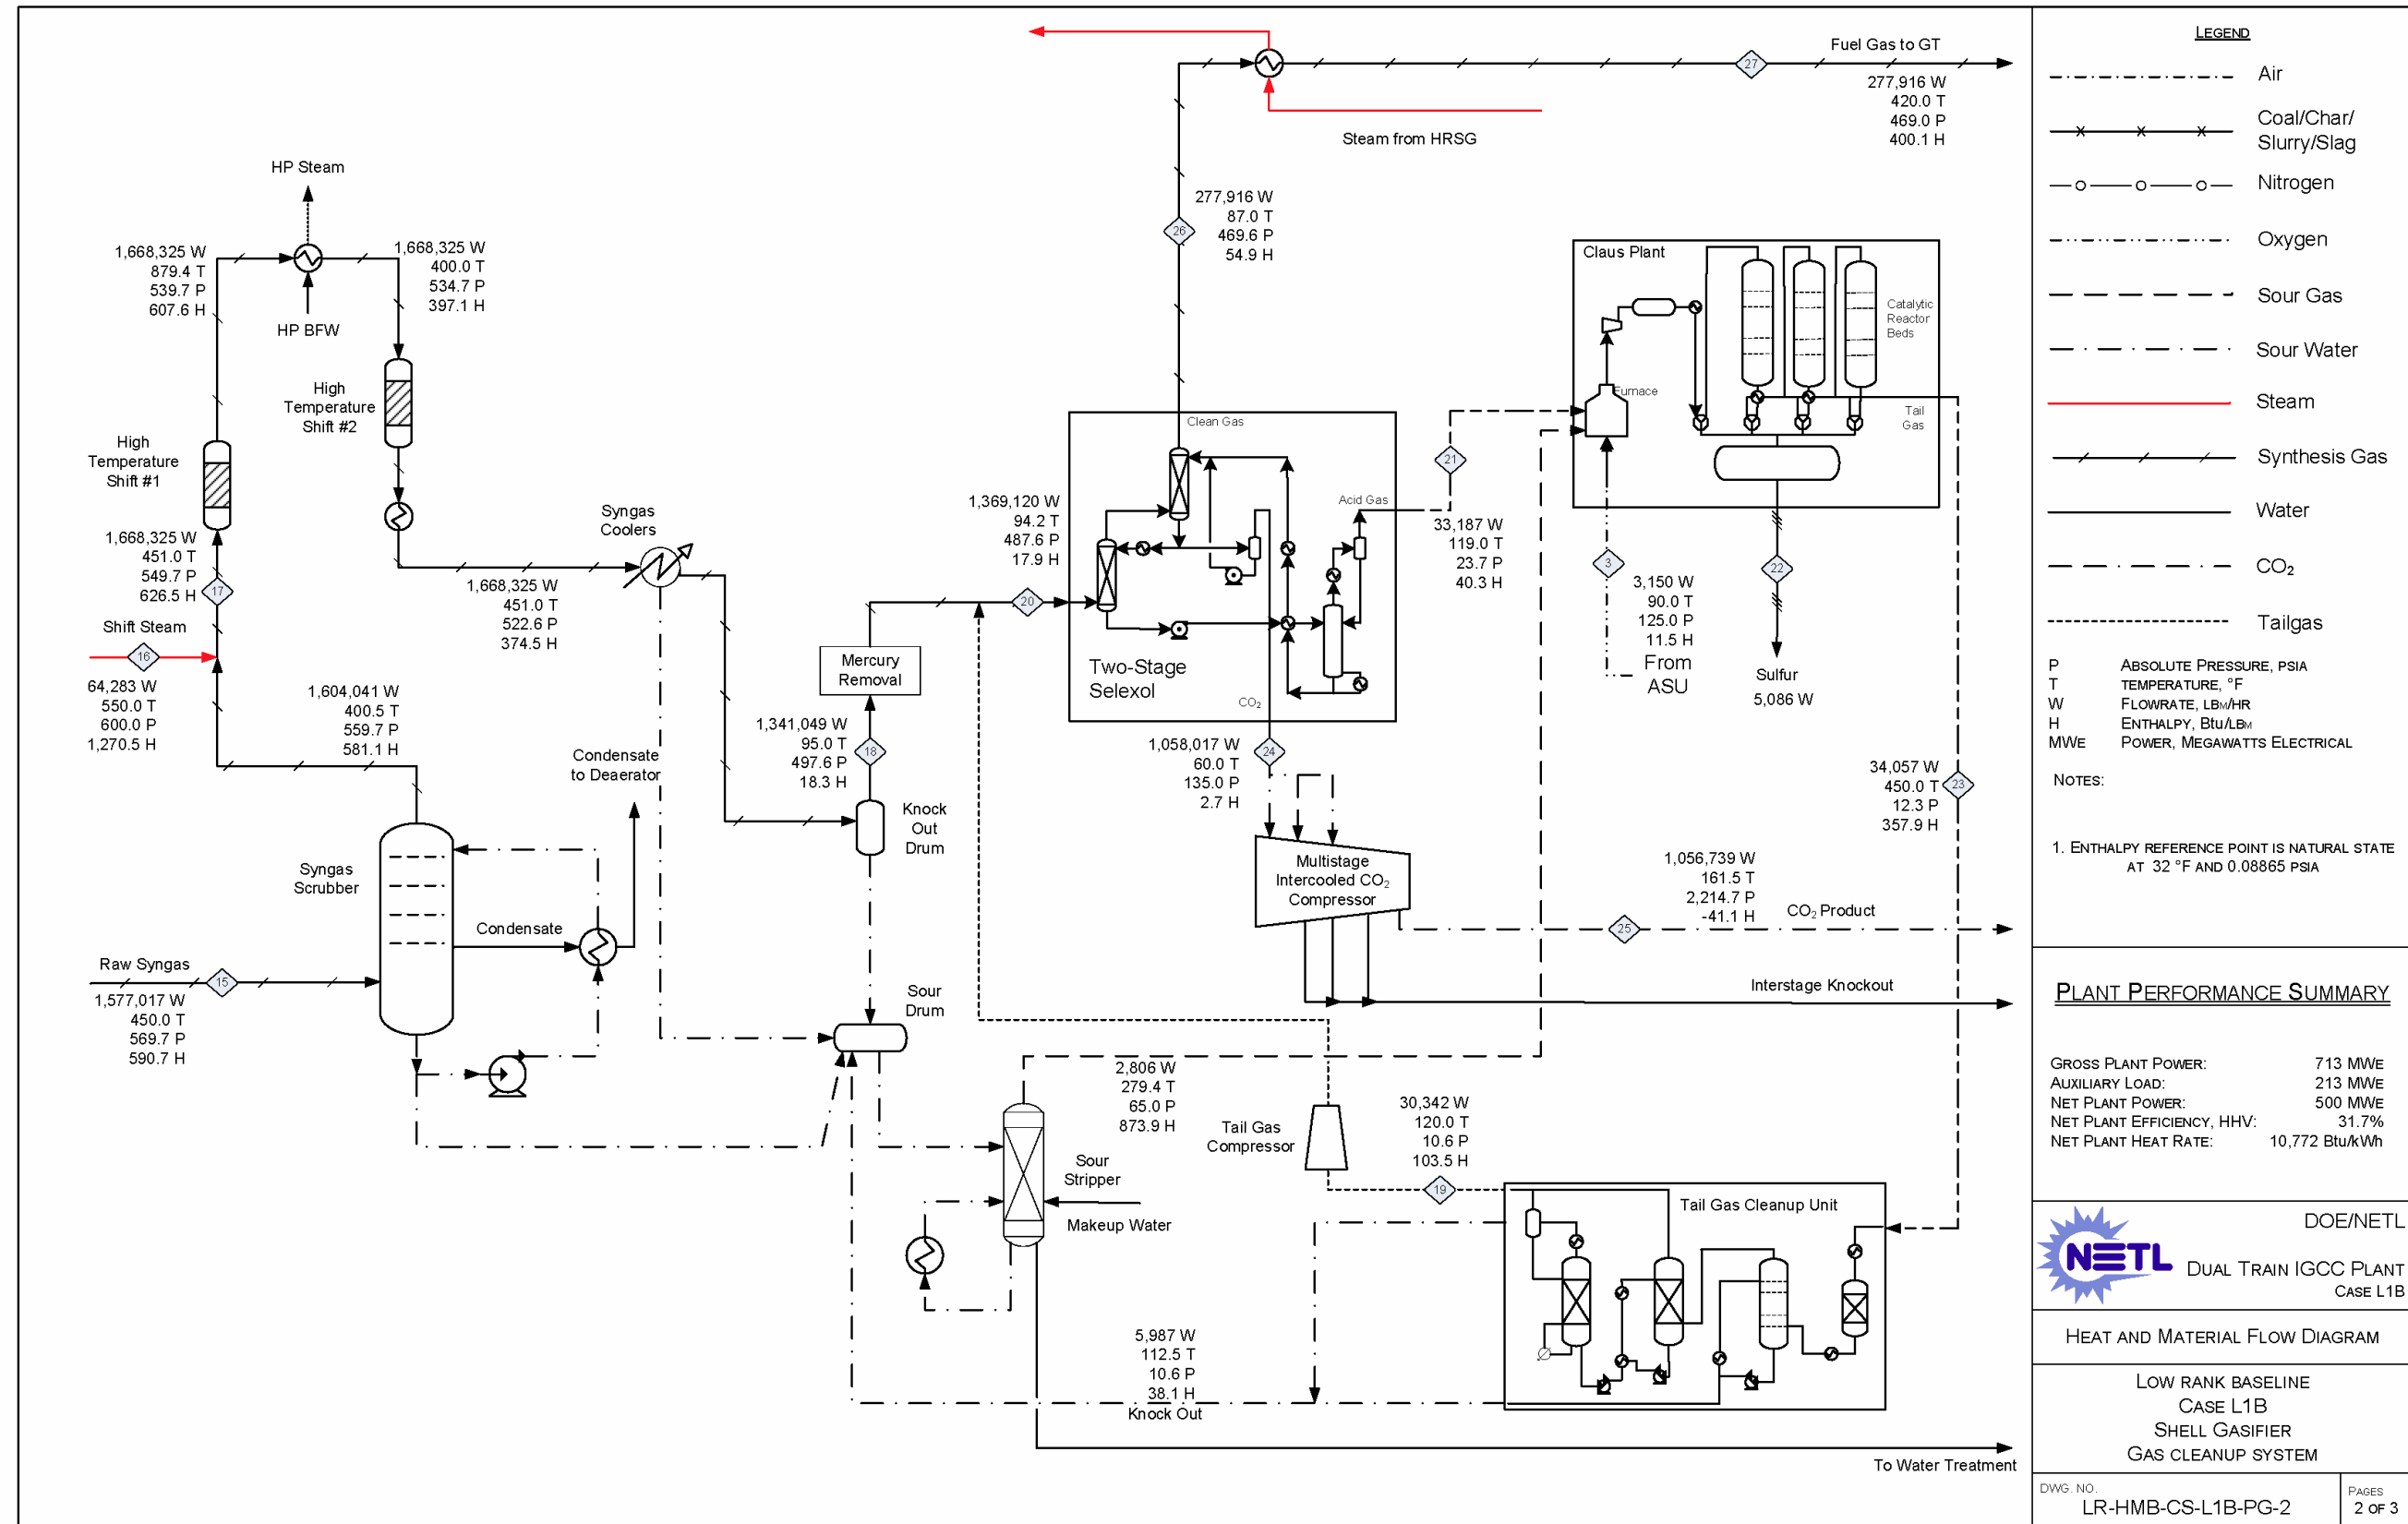 Fuel Gas to GT
27
277,916 W
420.0 T
469.0 P
400.1 H
Steam from HRSG
HP Steam
1,668,325 W
879.4 T
539.7 P
607.6 H
1,668,325 W
400.0 T
534.7 P
397.1 H
HP BFW
277,916 W
87.0 T
469.6 P
54.9 H
26
High
Temperature
Shift #2
High
Temperature
Shift #1
1,668,325 W
451.0 T
549.7 P
626.5 H
17
Shift Steam
16
64,283 W
550.0 T
600.0 P
1,270.5 H
1,604,041 W
400.5 T
559.7 P
581.1 H
Syngas
Coolers
1,668,325 W
451.0 T
522.6 P
374.5 H
Condensate
to Deaerator
Mercury
Removal
1,341,049 W
95.0 T
497.6 P
18.3 H
18
Knock
Out
Drum
Syngas
Scrubber
Condensate
Raw Syngas
15
1,577,017 W
450.0 T
569.7 P
590.7 H
Sour
Drum
1,369,120 W
94.2 T
487.6 P
17.9 H
20
Clean Gas
Acid Gas
Two-Stage
Selexol
CO₂
21
33,187 W
119.0 T
23.7 P
40.3 H
Claus Plant
Catalytic
Reactor
Beds
Furnace
Tail
Gas
3
3,150 W
90.0 T
125.0 P
11.5 H
From
ASU
22
Sulfur
5,086 W
1,058,017 W
60.0 T
135.0 P
2.7 H
24
Multistage
Intercooled CO₂
Compressor
34,057 W
450.0 T
12.3 P
357.9 H
23
1,056,739 W
161.5 T
2,214.7 P
-41.1 H
CO₂ Product
25
Interstage Knockout
2,806 W
279.4 T
65.0 P
873.9 H
Sour
Stripper
Makeup Water
Tail Gas
Compressor
30,342 W
120.0 T
10.6 P
103.5 H
19
Tail Gas Cleanup Unit
5,987 W
112.5 T
10.6 P
38.1 H
Knock Out
To Water Treatment
LEGEND
Air
Coal/Char/
Slurry/Slag
Nitrogen
Oxygen
Sour Gas
Sour Water
Steam
Synthesis Gas
Water
CO₂
Tailgas
P ABSOLUTE PRESSURE, PSIA
T TEMPERATURE, °F
W FLOWRATE, LBM/HR
H ENTHALPY, Btu/LBM
MWE POWER, MEGAWATTS ELECTRICAL
NOTES:
1. ENTHALPY REFERENCE POINT IS NATURAL STATE
AT 32 °F AND 0.08865 PSIA
PLANT PERFORMANCE SUMMARY
GROSS PLANT POWER: 713 MWE
AUXILIARY LOAD: 213 MWE
NET PLANT POWER: 500 MWE
NET PLANT EFFICIENCY, HHV: 31.7%
NET PLANT HEAT RATE: 10,772 Btu/kWh
NETL
DOE/NETL
DUAL TRAIN IGCC PLANT
CASE L1B
HEAT AND MATERIAL FLOW DIAGRAM
LOW RANK BASELINE
CASE L1B
SHELL GASIFIER
GAS CLEANUP SYSTEM
DWG. NO.
LR-HMB-CS-L1B-PG-2
PAGES
2 OF 3